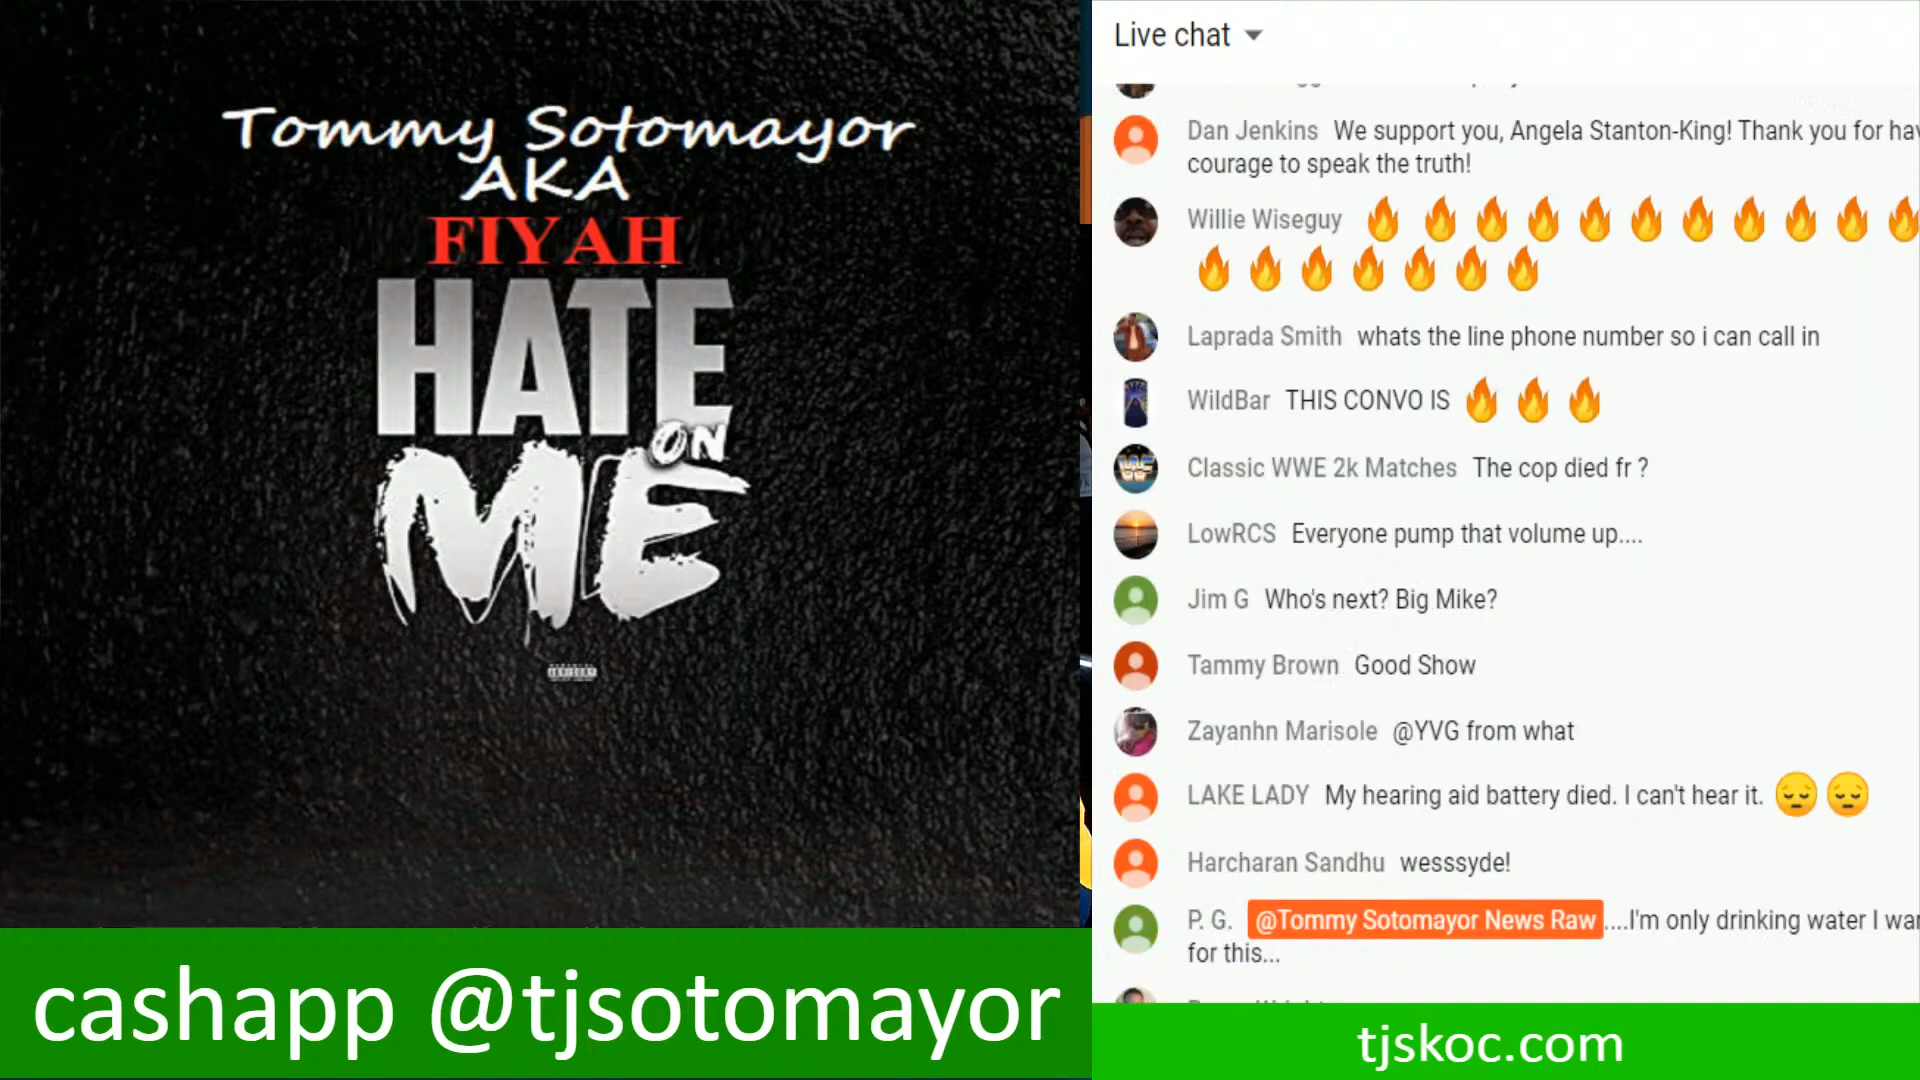 Tommy Sotomayor
AKA
FIYAH
HATE
ON
ME
cashapp @tjsotomayor
Live chat
Dan Jenkins We support you, Angela Stanton-King! Thank you for hav
courage to speak the truth!
Willie Wiseguy 🔥🔥🔥🔥🔥🔥🔥🔥🔥🔥🔥
🔥🔥🔥🔥🔥🔥🔥
Laprada Smith whats the line phone number so i can call in
WildBar THIS CONVO IS 🔥🔥🔥
Classic WWE 2k Matches The cop died fr ?
LowRCS Everyone pump that volume up....
Jim G Who's next? Big Mike?
Tammy Brown Good Show
Zayanhn Marisole @YVG from what
LAKE LADY My hearing aid battery died. I can't hear it. 😔😔
Harcharan Sandhu wesssyde!
P. G. @Tommy Sotomayor News Raw....I'm only drinking water I wan
for this...
tjskoc.com